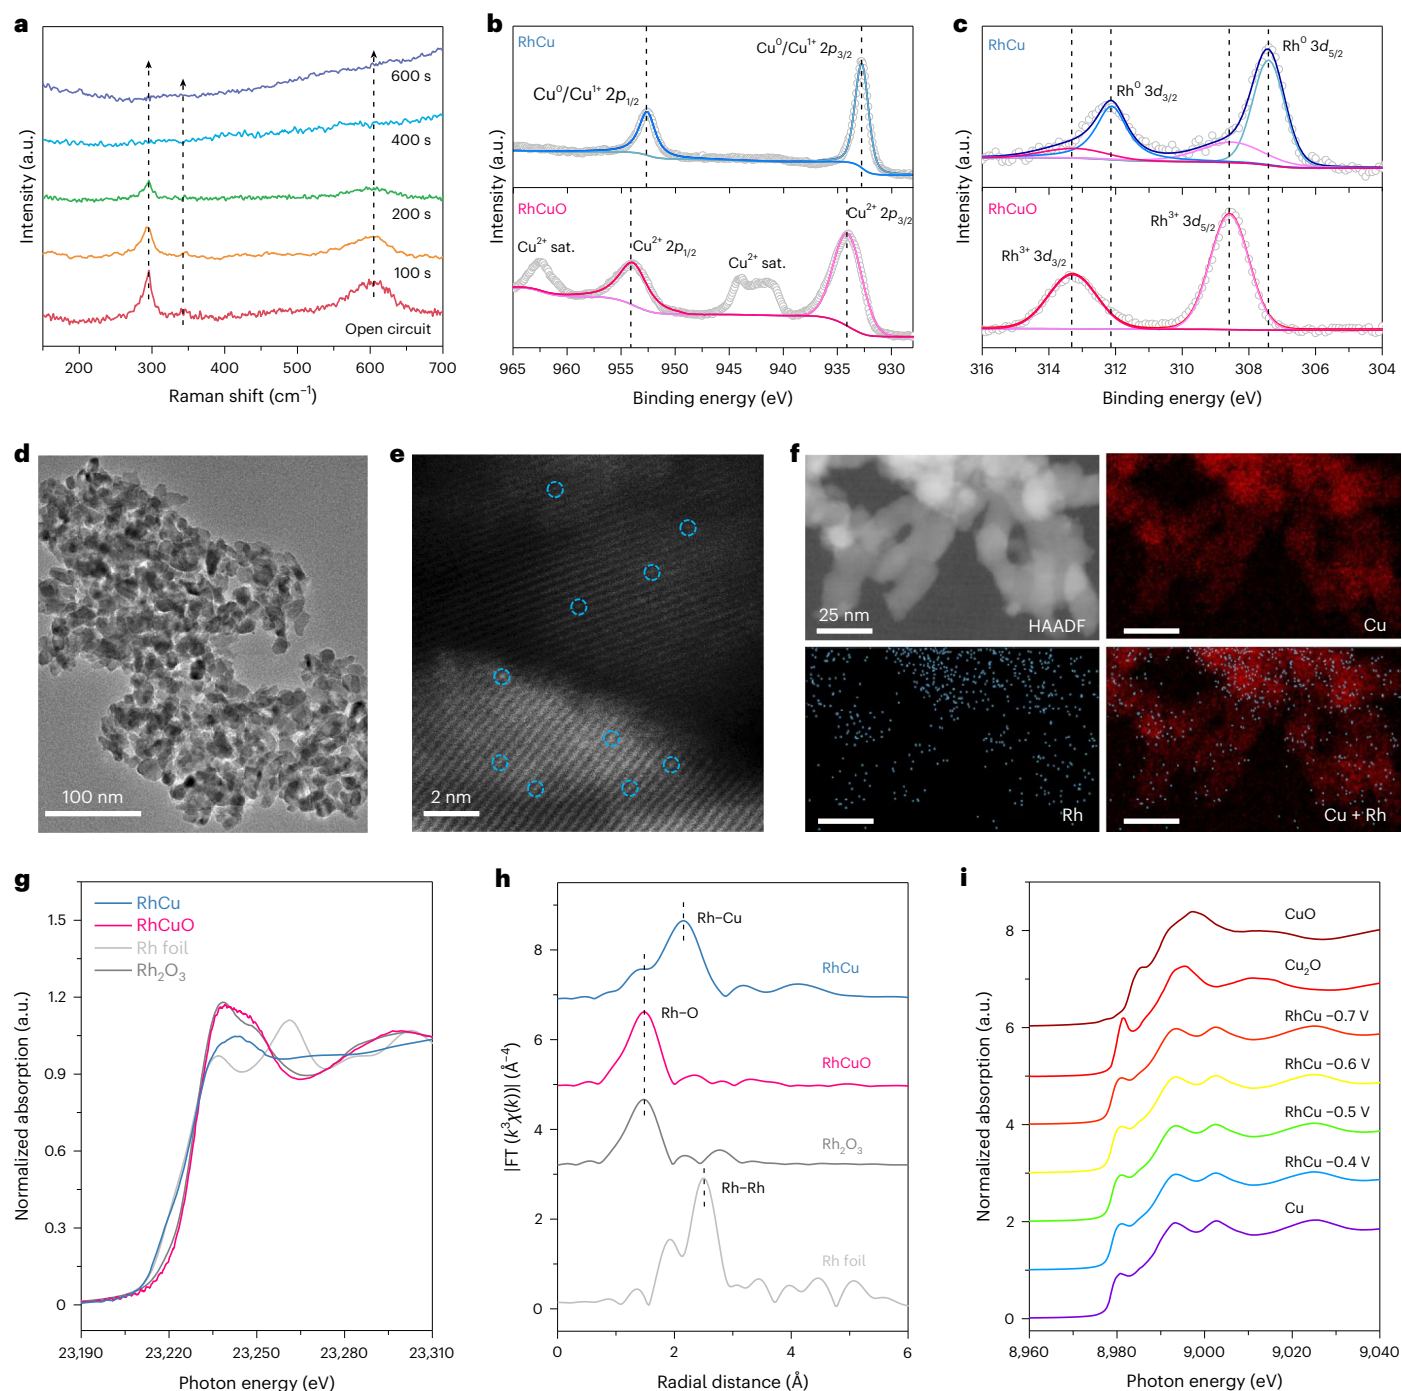 a
600 s
400 s
200 s
100 s
Open circuit
Intensity (a.u.)
200 300 400 500 600 700
Raman shift (cm⁻¹)
b
RhCu
Cu⁰/Cu¹⁺ 2p₃/₂
Cu⁰/Cu¹⁺ 2p₁/₂
RhCuO
Cu²⁺ 2p₃/₂
Cu²⁺ sat.
Cu²⁺ 2p₁/₂
Cu²⁺ sat.
Intensity (a.u.)
965 960 955 950 945 940 935 930
Binding energy (eV)
c
RhCu
Rh⁰ 3d₅/₂
Rh⁰ 3d₃/₂
RhCuO
Rh³⁺ 3d₅/₂
Rh³⁺ 3d₃/₂
Intensity (a.u.)
316 314 312 310 308 306 304
Binding energy (eV)
d
100 nm
e
2 nm
f
25 nm
HAADF
Cu
Rh
Cu + Rh
g
RhCu
RhCuO
Rh foil
Rh₂O₃
1.5
1.2
0.9
0.6
0.3
0
Normalized absorption (a.u.)
23,190 23,220 23,250 23,280 23,310
Photon energy (eV)
h
Rh–Cu
RhCu
Rh–O
RhCuO
Rh₂O₃
Rh–Rh
Rh foil
8
6
4
2
0
|FT (k³χ(k))| (Å⁻⁴)
0 2 4 6
Radial distance (Å)
i
CuO
Cu₂O
RhCu −0.7 V
RhCu −0.6 V
RhCu −0.5 V
RhCu −0.4 V
Cu
8
6
4
2
0
Normalized absorption (a.u.)
8,960 8,980 9,000 9,020 9,040
Photon energy (eV)